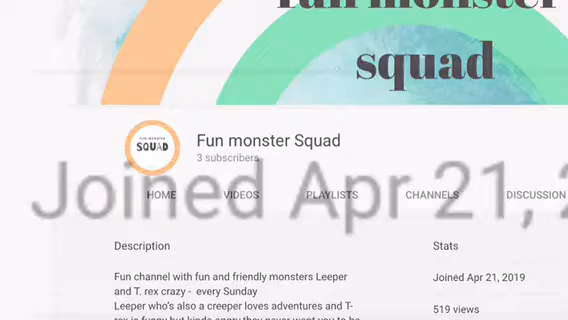 fun monster
squad
FUN MONSTER
SQUAD
Fun monster Squad
3 subscribers
Joined Apr 21, 2
HOME VIDEOS PLAYLISTS CHANNELS DISCUSSION
Description
Stats
Fun channel with fun and friendly monsters Leeper
and T. rex crazy - every Sunday
Leeper who's also a creeper loves adventures and T-
rex is funny but kinda angry they never want you to be
Joined Apr 21, 2019
519 views